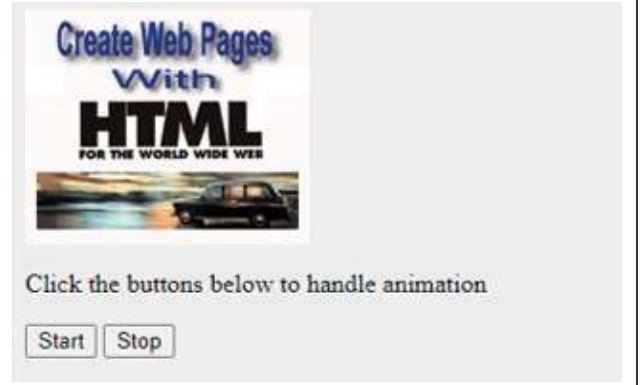 Create Web Pages
With
HTML
FOR THE WORLD WIDE WEB
Click the buttons below to handle animation
Start Stop